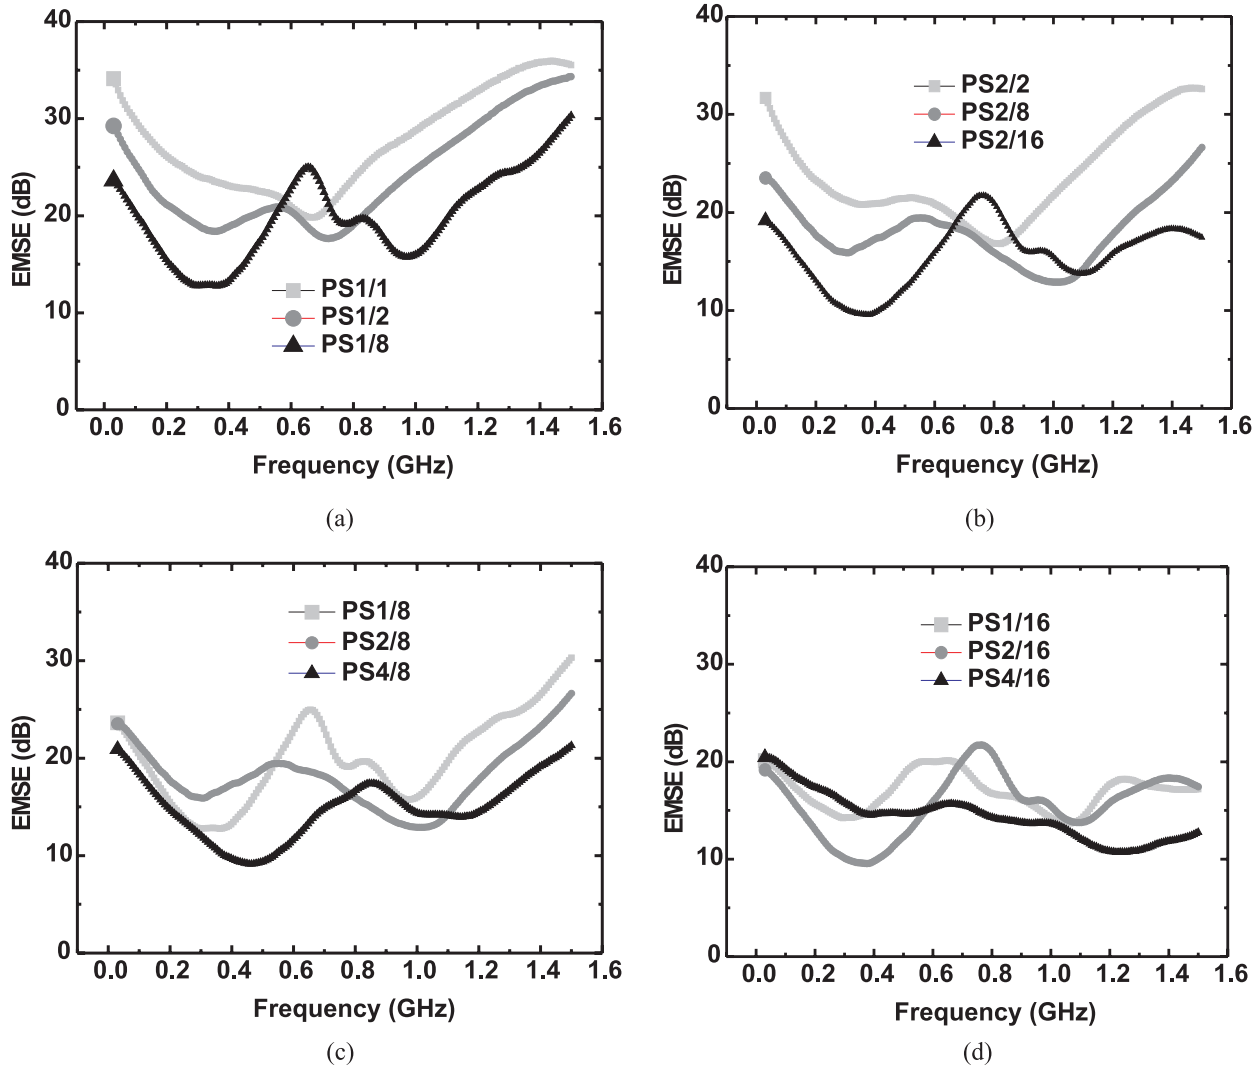 40
30
20
10
0
EMSE (dB)
PS1/1
PS1/2
PS1/8
0.0 0.2 0.4 0.6 0.8 1.0 1.2 1.4 1.6
Frequency (GHz)
(a)
40
30
20
10
0
EMSE (dB)
PS2/2
PS2/8
PS2/16
0.0 0.2 0.4 0.6 0.8 1.0 1.2 1.4 1.6
Frequency (GHz)
(b)
40
30
20
10
0
EMSE (dB)
PS1/8
PS2/8
PS4/8
0.0 0.2 0.4 0.6 0.8 1.0 1.2 1.4 1.6
Frequency (GHz)
(c)
40
30
20
10
0
EMSE (dB)
PS1/16
PS2/16
PS4/16
0.0 0.2 0.4 0.6 0.8 1.0 1.2 1.4 1.6
Frequency (GHz)
(d)